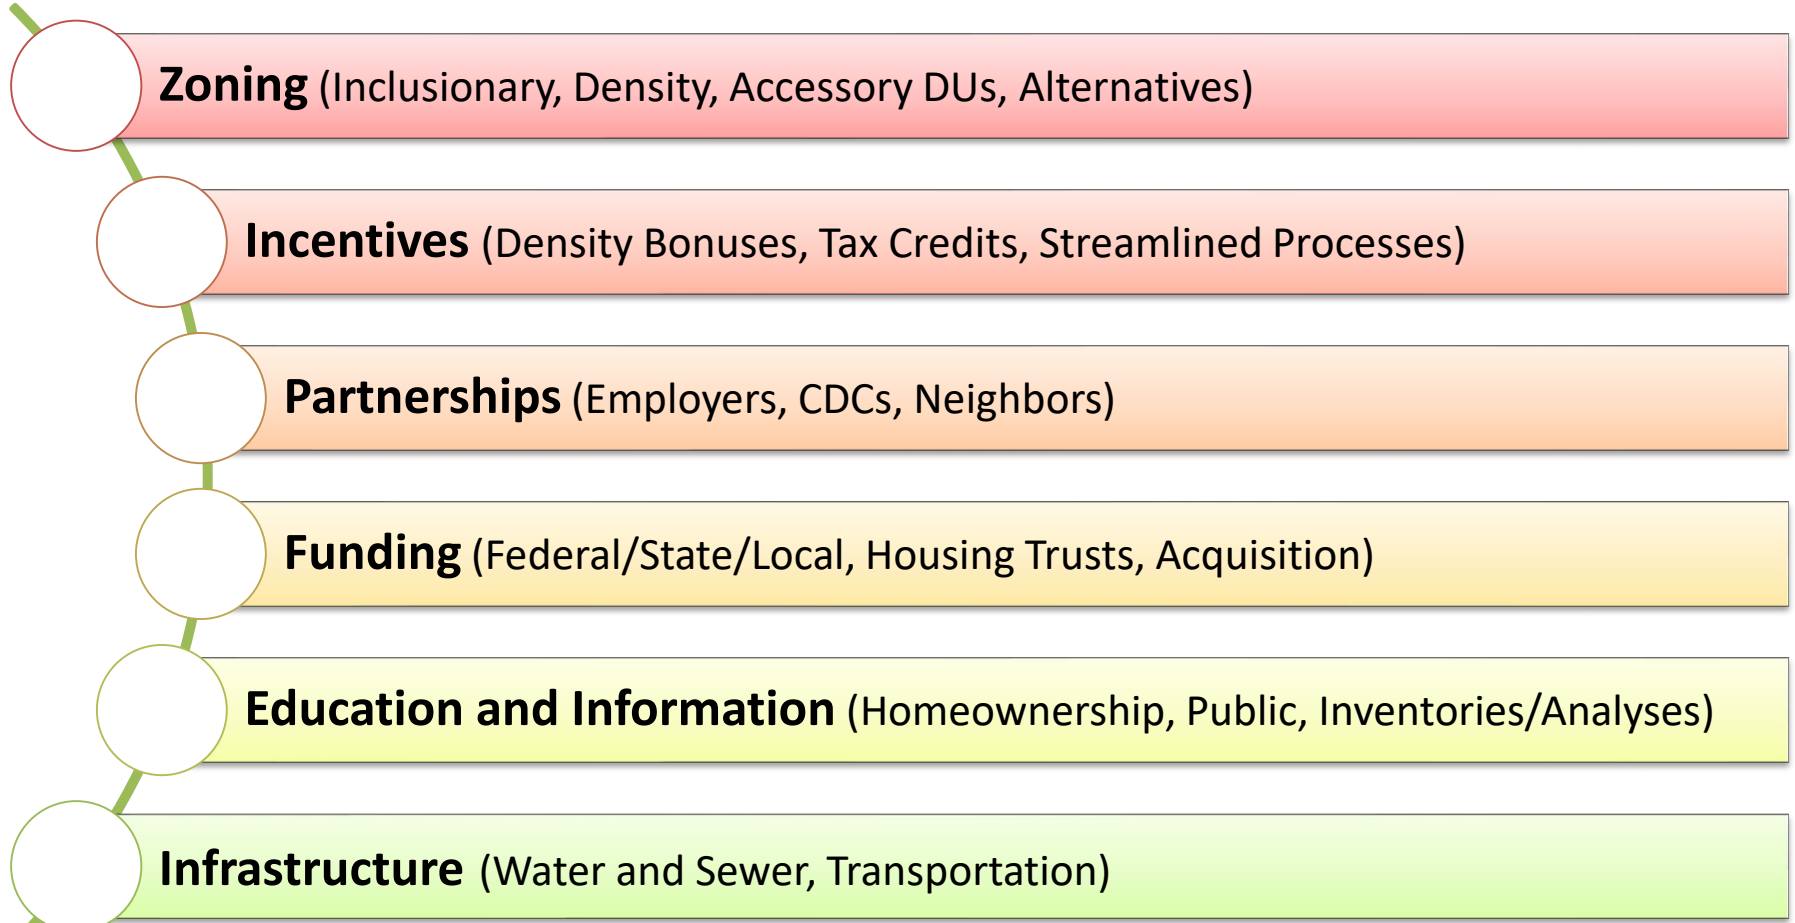 Zoning (Inclusionary, Density, Accessory DUs, Alternatives)
Incentives (Density Bonuses, Tax Credits, Streamlined Processes)
Partnerships (Employers, CDCs, Neighbors)
Funding (Federal/State/Local, Housing Trusts, Acquisition)
Education and Information (Homeownership, Public, Inventories/Analyses)
Infrastructure (Water and Sewer, Transportation)